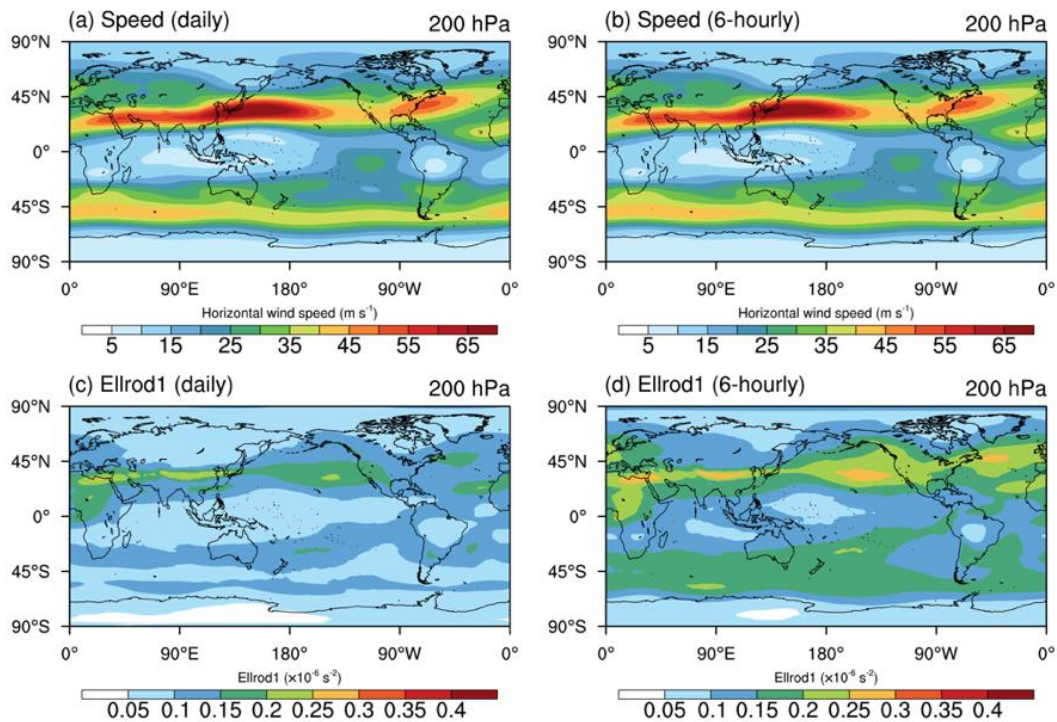 (a) Speed (daily) 200 hPa
90°N
45°N
0°
45°S
90°S
0° 90°E 180° 90°W 0°
Horizontal wind speed (m s⁻¹)
5 15 25 35 45 55 65
(b) Speed (6-hourly) 200 hPa
90°N
45°N
0°
45°S
90°S
0° 90°E 180° 90°W 0°
Horizontal wind speed (m s⁻¹)
5 15 25 35 45 55 65
(c) Ellrod1 (daily) 200 hPa
90°N
45°N
0°
45°S
90°S
0° 90°E 180° 90°W 0°
Ellrod1 (×10⁻⁶ s⁻²)
0.05 0.1 0.15 0.2 0.25 0.3 0.35 0.4
(d) Ellrod1 (6-hourly) 200 hPa
90°N
45°N
0°
45°S
90°S
0° 90°E 180° 90°W 0°
Ellrod1 (×10⁻⁶ s⁻²)
0.05 0.1 0.15 0.2 0.25 0.3 0.35 0.4